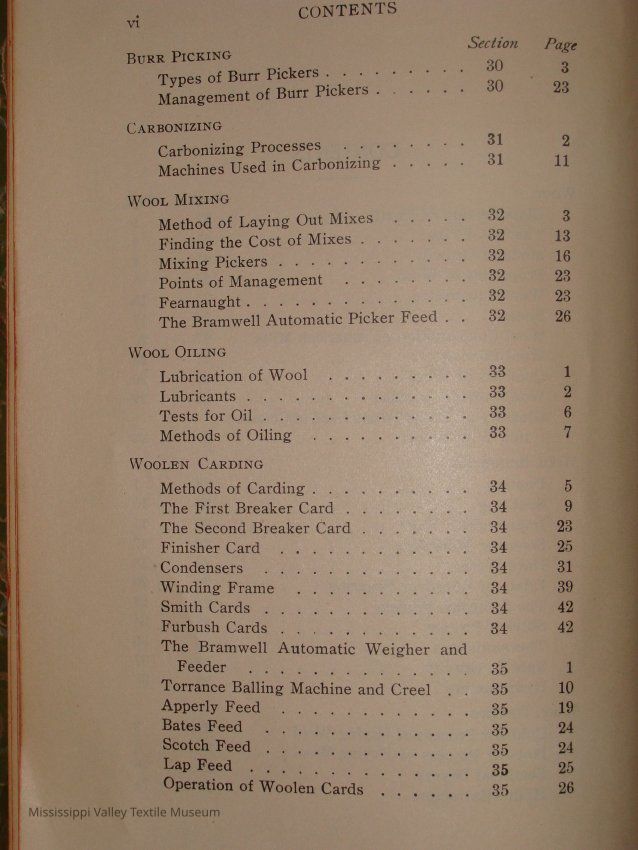 vi
CONTENTS
Section Page
BURR PICKING
Types of Burr Pickers . . . . . . . . . 30 3
Management of Burr Pickers . . . . . . 30 23
CARBONIZING
Carbonizing Processes . . . . . . . . 31 2
Machines Used in Carbonizing . . . . . 31 11
WOOL MIXING
Method of Laying Out Mixes . . . . . 32 3
Finding the Cost of Mixes . . . . . . . 32 13
Mixing Pickers . . . . . . . . . . . . 32 16
Points of Management . . . . . . . . 32 23
Fearnaught . . . . . . . . . . . . . . 32 23
The Bramwell Automatic Picker Feed . . 32 26
WOOL OILING
Lubrication of Wool . . . . . . . . . 33 1
Lubricants . . . . . . . . . . . . . . 33 2
Tests for Oil . . . . . . . . . . . . . 33 6
Methods of Oiling . . . . . . . . . . 33 7
WOOLEN CARDING
Methods of Carding . . . . . . . . . . 34 5
The First Breaker Card . . . . . . . . 34 9
The Second Breaker Card . . . . . . . 34 23
Finisher Card . . . . . . . . . . . . 34 25
Condensers . . . . . . . . . . . . . 34 31
Winding Frame . . . . . . . . . . . 34 39
Smith Cards . . . . . . . . . . . . . 34 42
Furbush Cards . . . . . . . . . . . . 34 42
The Bramwell Automatic Weigher and
Feeder . . . . . . . . . . . . . . 35 1
Torrance Balling Machine and Creel . . 35 10
Apperly Feed . . . . . . . . . . . . 35 19
Bates Feed . . . . . . . . . . . . . 35 24
Scotch Feed . . . . . . . . . . . . . 35 24
Lap Feed . . . . . . . . . . . . . . 35 25
Operation of Woolen Cards . . . . . . 35 26
Mississippi Valley Textile Museum